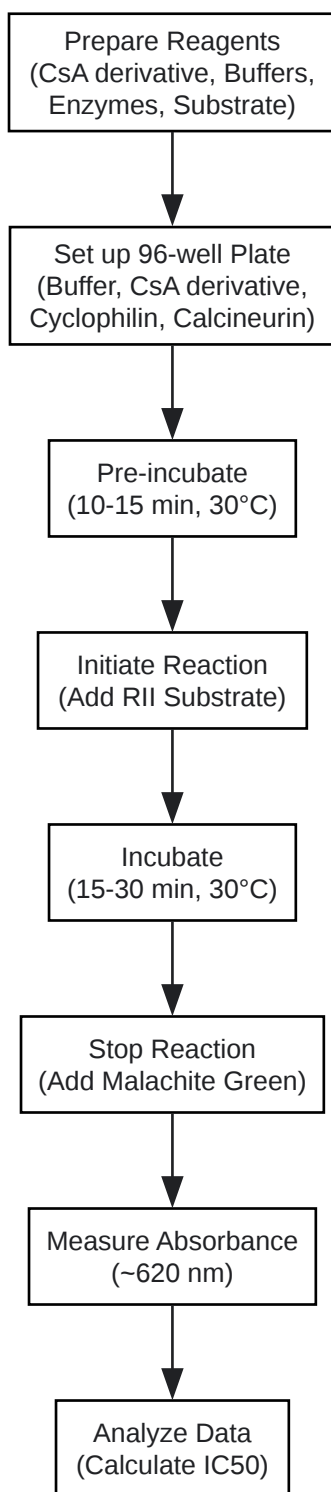 Prepare Reagents
(CsA derivative, Buffers,
Enzymes, Substrate)
Set up 96-well Plate
(Buffer, CsA derivative,
Cyclophilin, Calcineurin)
Pre-incubate
(10-15 min, 30°C)
Initiate Reaction
(Add RII Substrate)
Incubate
(15-30 min, 30°C)
Stop Reaction
(Add Malachite Green)
Measure Absorbance
(~620 nm)
Analyze Data
(Calculate IC50)